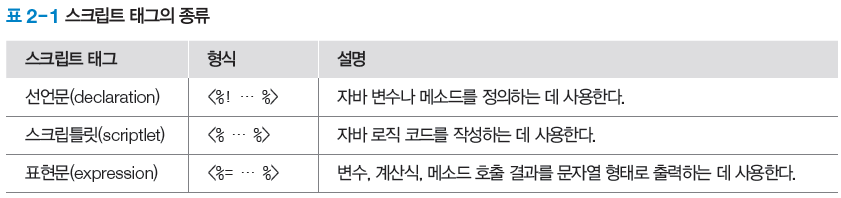 표 2-1 스크립트 태그의 종류
스크립트 태그 형식 설명
선언문(declaration) <%! ⋯ %> 자바 변수나 메소드를 정의하는 데 사용한다.
스크립틀릿(scriptlet) <% ⋯ %> 자바 로직 코드를 작성하는 데 사용한다.
표현문(expression) <%= ⋯ %> 변수, 계산식, 메소드 호출 결과를 문자열 형태로 출력하는 데 사용한다.